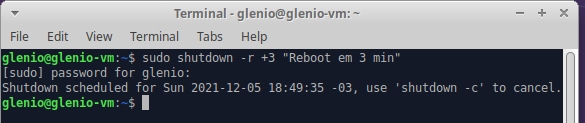 Terminal - glenio@glenio-vm: ~
File Edit View Terminal Tabs Help
glenio@glenio-vm:~$ sudo shutdown -r +3 "Reboot em 3 min"
[sudo] password for glenio:
Shutdown scheduled for Sun 2021-12-05 18:49:35 -03, use 'shutdown -c' to cancel.
glenio@glenio-vm:~$